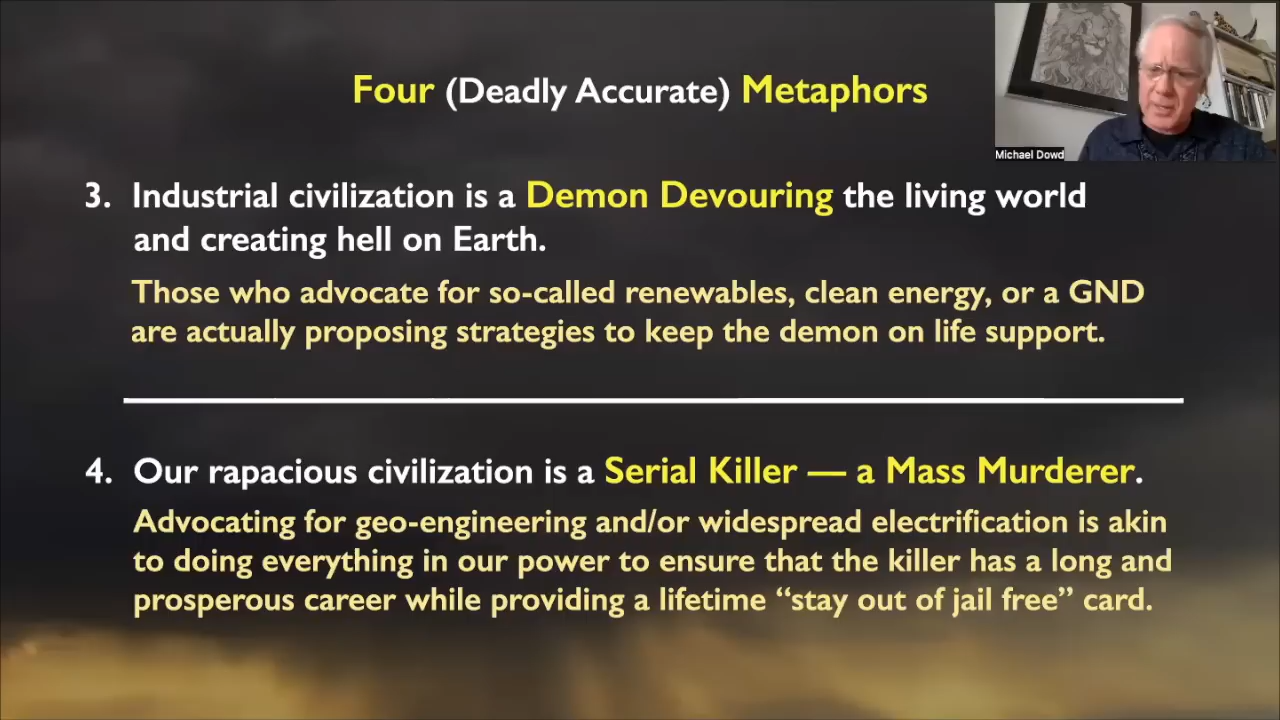 Four (Deadly Accurate) Metaphors
Michael Dowd
3. Industrial civilization is a Demon Devouring the living world
and creating hell on Earth.
Those who advocate for so-called renewables, clean energy, or a GND
are actually proposing strategies to keep the demon on life support.
4. Our rapacious civilization is a Serial Killer — a Mass Murderer.
Advocating for geo-engineering and/or widespread electrification is akin
to doing everything in our power to ensure that the killer has a long and
prosperous career while providing a lifetime “stay out of jail free” card.